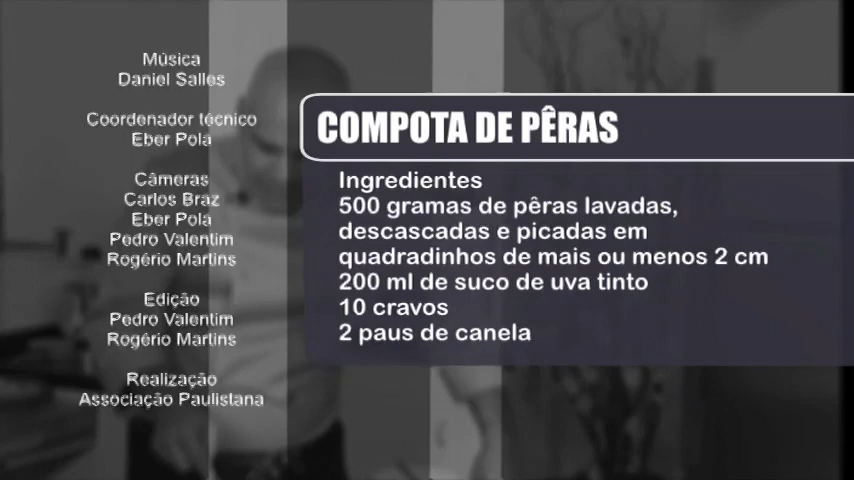 Música
Daniel Salles
Coordenador técnico
Eber Pola
Câmeras
Carlos Braz
Eber Pola
Pedro Valentim
Rogério Martins
Edição
Pedro Valentim
Rogério Martins
Realização
Associação Paulistana
COMPOTA DE PÊRAS
Ingredientes
500 gramas de pêras lavadas,
descascadas e picadas em
quadradinhos de mais ou menos 2 cm
200 ml de suco de uva tinto
10 cravos
2 paus de canela